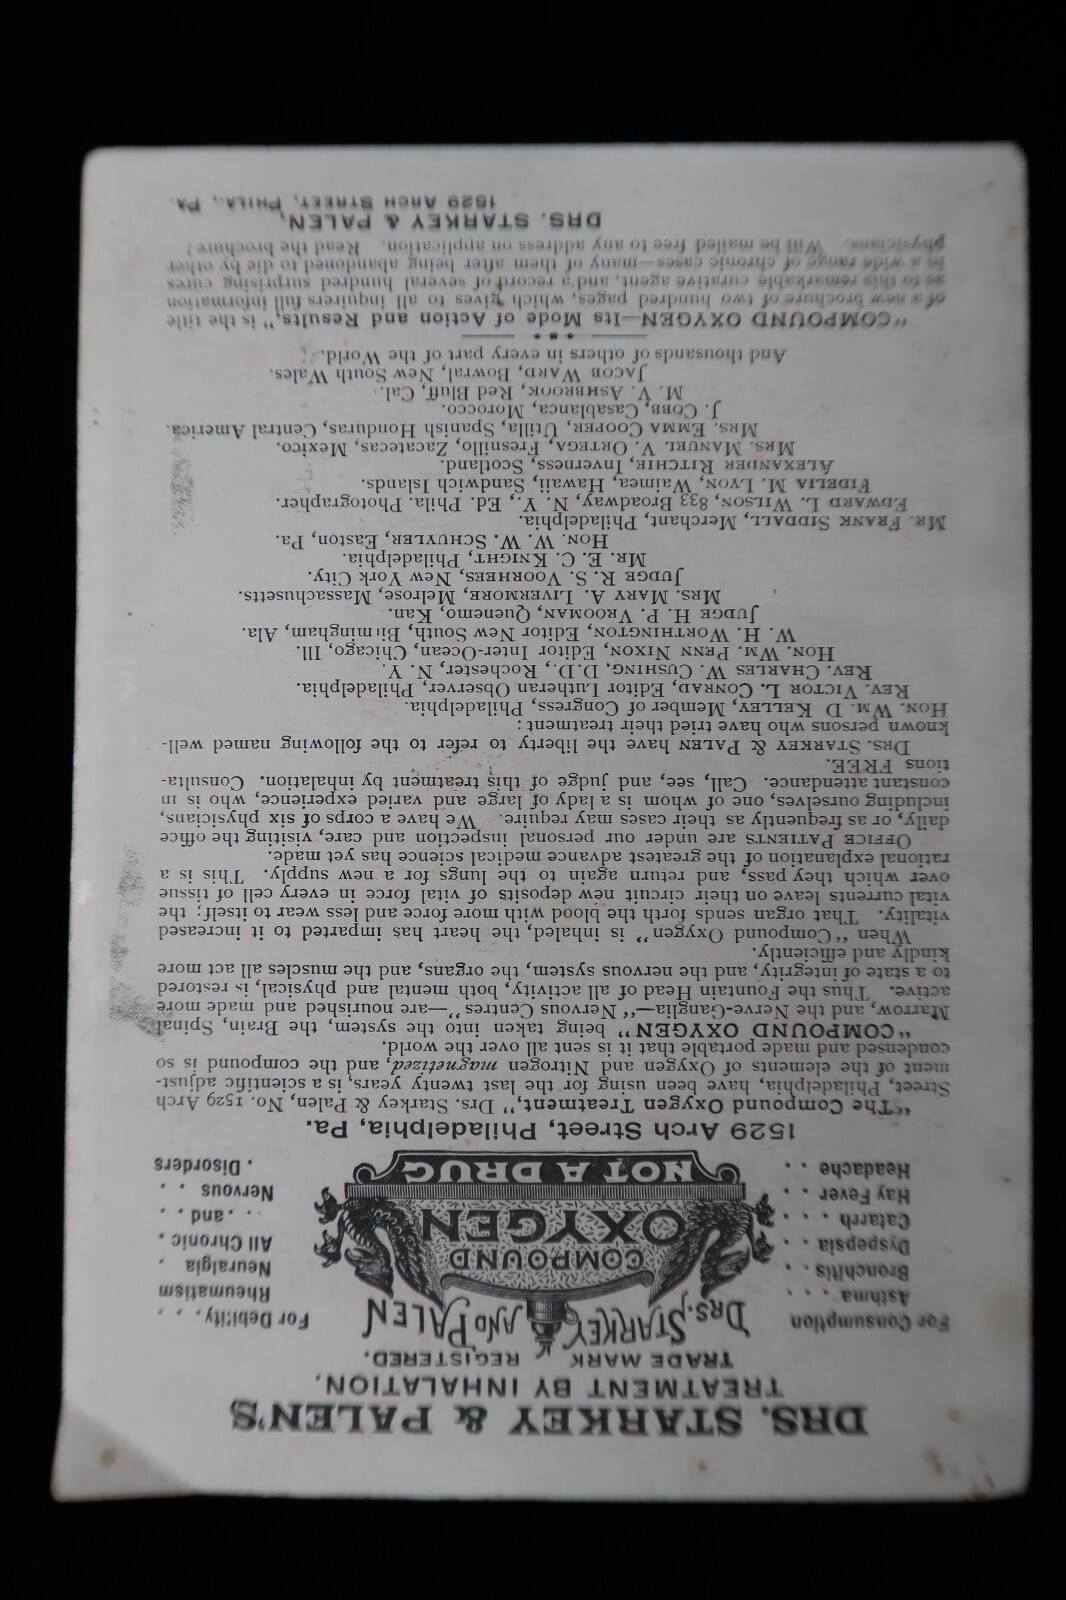 DRS. STARKEY & PALEN'S
TREATMENT BY INHALATION.
TRADE MARK REGISTERED.
For Consumption
Asthma . . .
Bronchitis . .
Dyspepsia . .
Catarrh . . .
Hay Fever . .
Headache . .
DRS. STARKEY AND PALEN
COMPOUND
OXYGEN
NOT A DRUG
For Debility, . .
Rheumatism
Neuralgia .
All Chronic .
. . and . .
Nervous . .
. Disorders
1529 Arch Street, Philadelphia, Pa.
"The Compound Oxygen Treatment," Drs. Starkey & Palen, No. 1529 Arch
Street, Philadelphia, have been using for the last twenty years, is a scientific adjust-
ment of the elements of Oxygen and Nitrogen magnetized, and the compound is so
condensed and made portable that it is sent all over the world.
"COMPOUND OXYGEN" being taken into the system, the Brain, Spinal
Marrow, and the Nerve-Ganglia—"Nervous Centres"—are nourished and made more
active. Thus the Fountain Head of all activity, both mental and physical, is restored
to a state of integrity, and the nervous system, the organs, and the muscles all act more
kindly and efficiently.
When "Compound Oxygen" is inhaled, the heart has imparted to it increased
vitality. That organ sends forth the blood with more force and less wear to itself; the
vital currents leave on their circuit new deposits of vital force in every cell of tissue
over which they pass, and return again to the lungs for a new supply. This is a
rational explanation of the greatest advance medical science has yet made.
OFFICE PATIENTS are under our personal inspection and care, visiting the office
daily, or as frequently as their cases may require. We have a corps of six physicians,
including ourselves, one of whom is a lady of large and varied experience, who is in
constant attendance. Call, see, and judge of this treatment by inhalation. Consulta-
tions FREE.
DRS. STARKEY & PALEN have the liberty to refer to the following named well-
known persons who have tried their treatment:
HON. WM. D KELLEY, Member of Congress, Philadelphia.
REV. VICTOR L. CONRAD, Editor Lutheran Observer, Philadelphia.
REV. CHARLES W. CUSHING, D.D., Rochester, N. Y.
HON. WM. PENN NIXON, Editor Inter-Ocean, Chicago, Ill.
W. H. WORTHINGTON, Editor New South, Birmingham, Ala.
JUDGE H. P. VROOMAN, Quenemo, Kan.
MRS. MARY A. LIVERMORE, Melrose, Massachusetts.
JUDGE R. S. VOORHEES, New York City.
MR. E. C. KNIGHT, Philadelphia.
HON. W. W. SCHUYLER, Easton, Pa.
MR. FRANK SIDDALL, Merchant, Philadelphia.
EDWARD L. WILSON, 833 Broadway, N. Y., Ed. Phila. Photographer.
FIDELIA M. LYON, Waimea, Hawaii, Sandwich Islands.
ALEXANDER RITCHIE, Inverness, Scotland.
MRS. MANUEL V. ORTEGA, Fresnillo, Zacatecas, Mexico.
MRS. EMMA COOPER, Utilla, Spanish Honduras, Central America.
J. COBB, Casablanca, Morocco.
M. V. ASHBROOK, Red Bluff, Cal.
JACOB WARD, Bowral, New South Wales.
And thousands of others in every part of the World.
"COMPOUND OXYGEN—Its Mode of Action and Results," is the title
of a new brochure of two hundred pages, which gives to all inquirers full information
as to this remarkable curative agent, and a record of several hundred surprising cures
in a wide range of chronic cases—many of them after being abandoned to die by other
physicians. Will be mailed free to any address on application. Read the brochure!
DRS. STARKEY & PALEN,
1529 ARCH STREET, PHILA., PA.